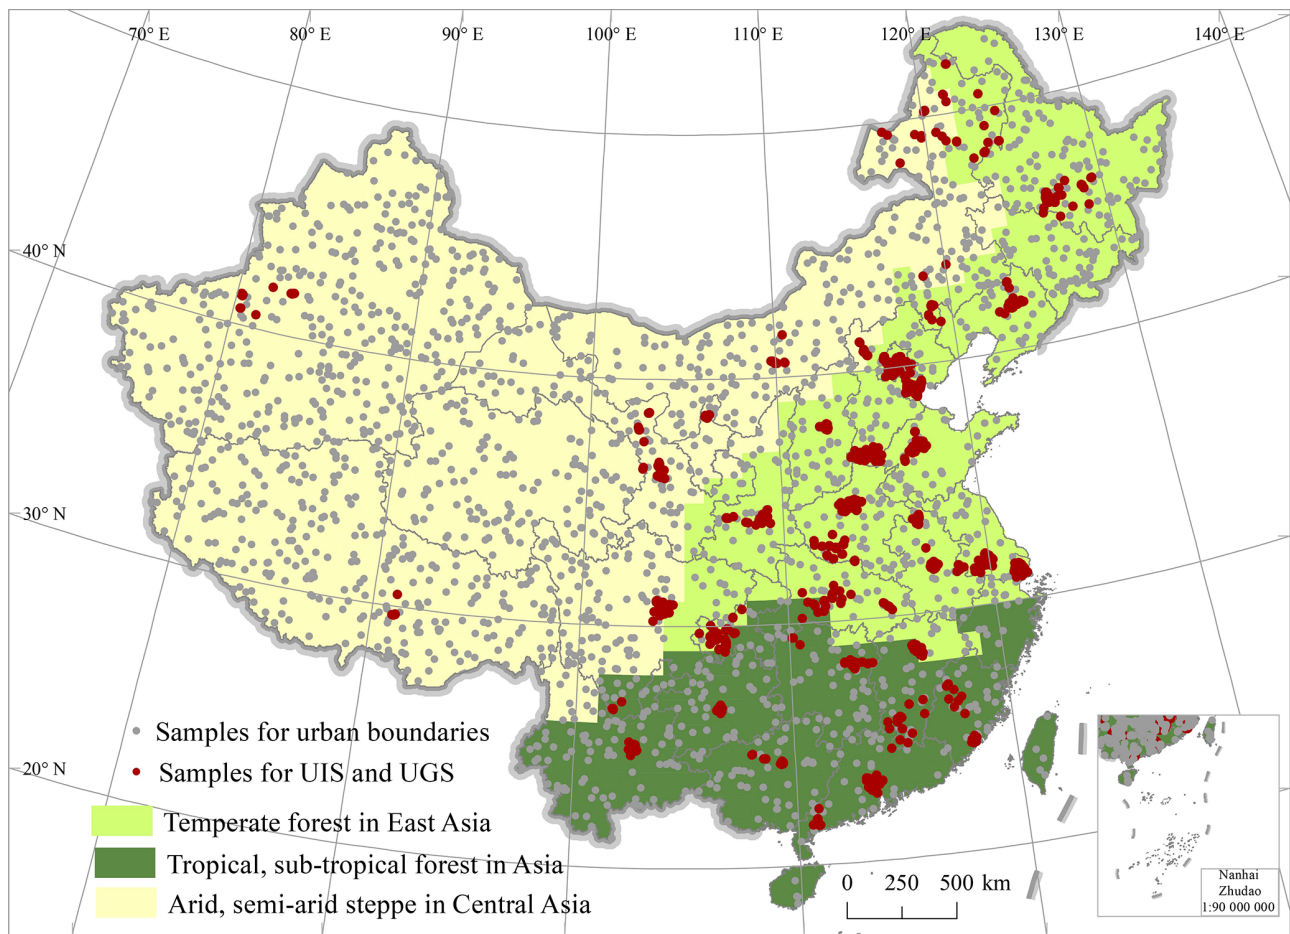 70° E 80° E 90° E 100° E 110° E 120° E 130° E 140° E
40° N
30° N
20° N
Samples for urban boundaries
Samples for UIS and UGS
Temperate forest in East Asia
Tropical, sub-tropical forest in Asia
Arid, semi-arid steppe in Central Asia
0 250 500 km
Nanhai
Zhudao
1:90 000 000